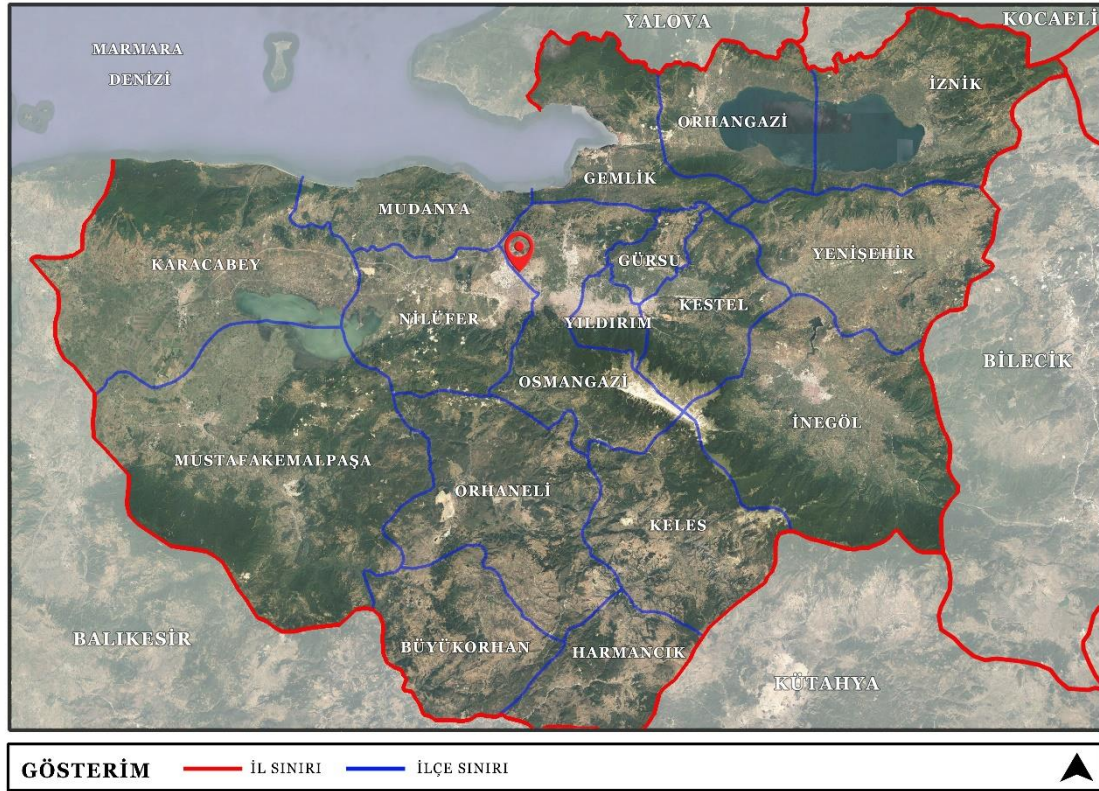 YALOVA
KOCAELİ
MARMARA
DENİZİ
İZNİK
ORHANGAZİ
GEMLİK
MUDANYA
YENİŞEHİR
GÜRSU
KARACABEY
KESTEL
NİLÜFER
YILDIRIM
BİLECİK
OSMANGAZİ
İNEGÖL
MUSTAFAKEMALPAŞA
ORHANELİ
KELES
BALIKESİR
BÜYÜKORHAN
HARMANCIK
KÜTAHYA
GÖSTERİM
İL SINIRI
İLÇE SINIRI